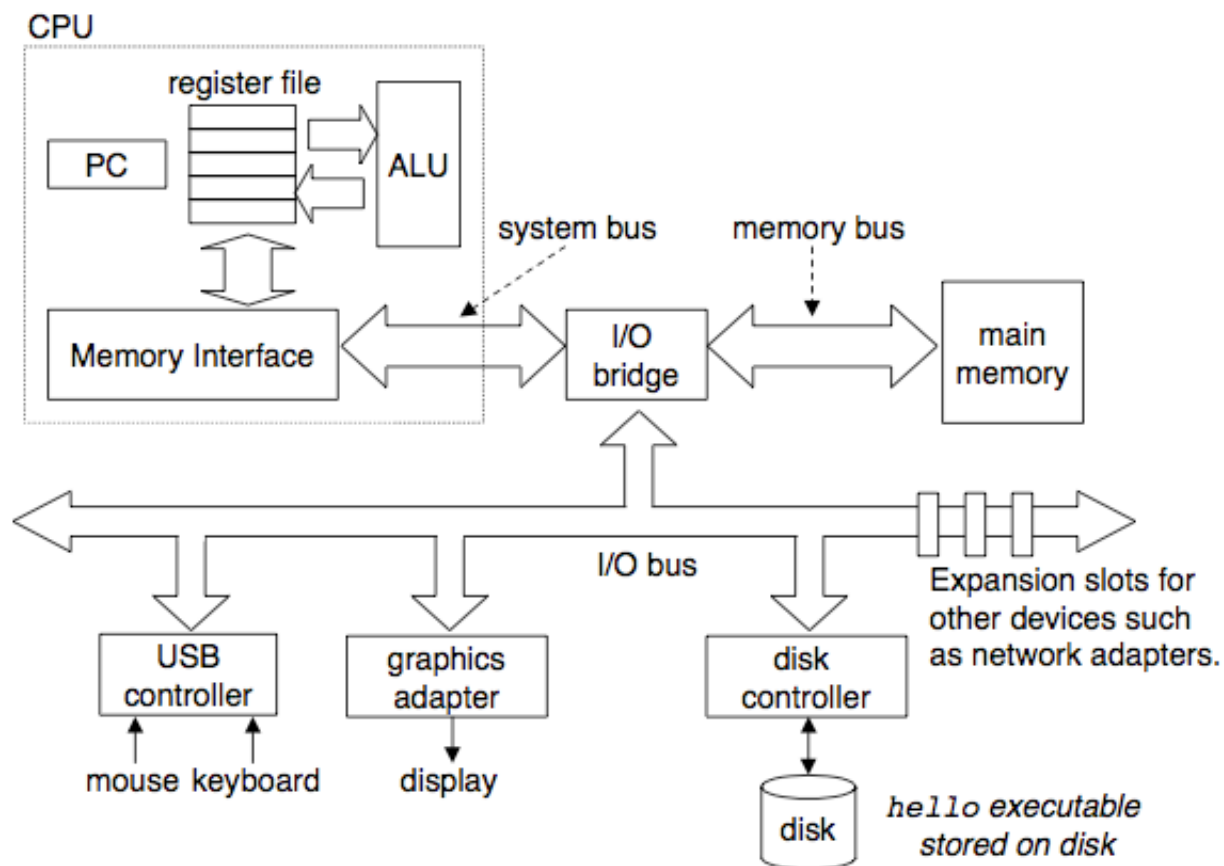 CPU
register file
PC
ALU
system bus
memory bus
Memory Interface
I/O
bridge
main
memory
I/O bus
Expansion slots for
other devices such
as network adapters.
USB
controller
graphics
adapter
disk
controller
mouse keyboard
display
disk
hello executable
stored on disk